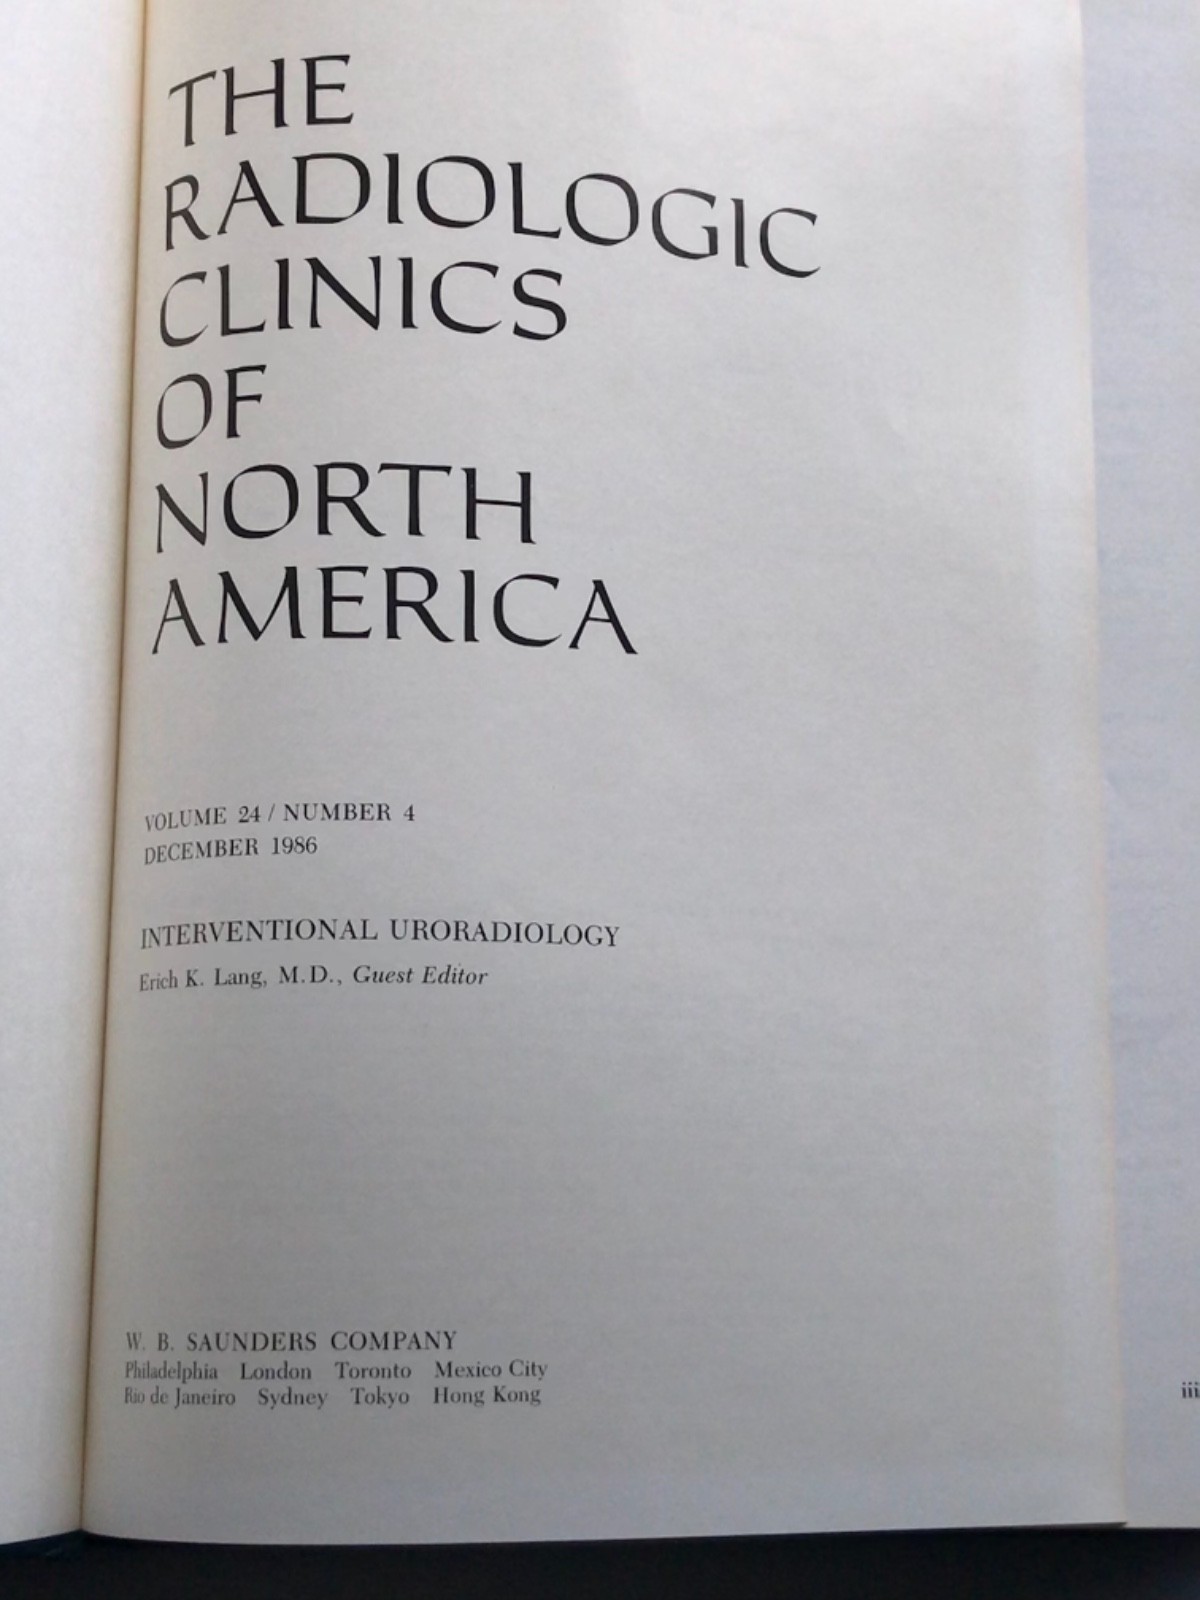 THE
RADIOLOGIC
CLINICS
OF
NORTH
AMERICA
VOLUME 24 / NUMBER 4
DECEMBER 1986
INTERVENTIONAL URORADIOLOGY
Erich K. Lang, M.D., Guest Editor
W. B. SAUNDERS COMPANY
Philadelphia London Toronto Mexico City
Rio de Janeiro Sydney Tokyo Hong Kong
iii